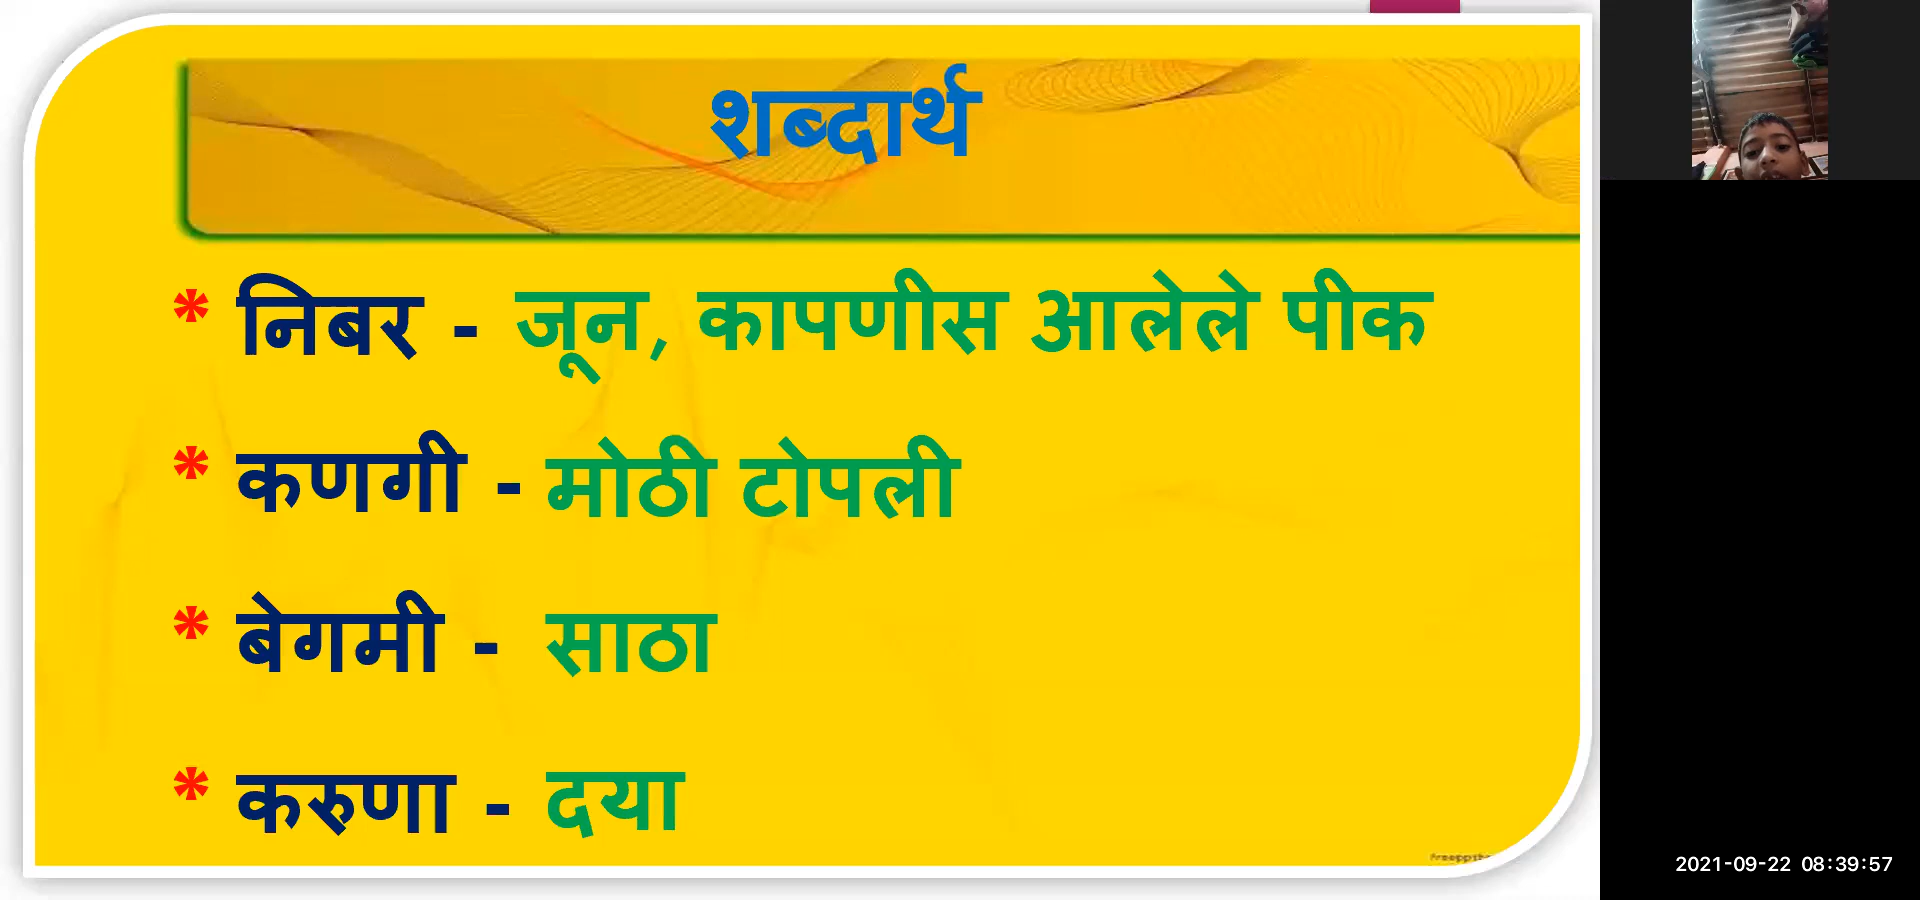 शब्दार्थ
* निबर - जून, कापणीस आलेले पीक
* कणगी - मोठी टोपली
* बेगमी - साठा
* करुणा - दया
2021-09-22 08:39:57